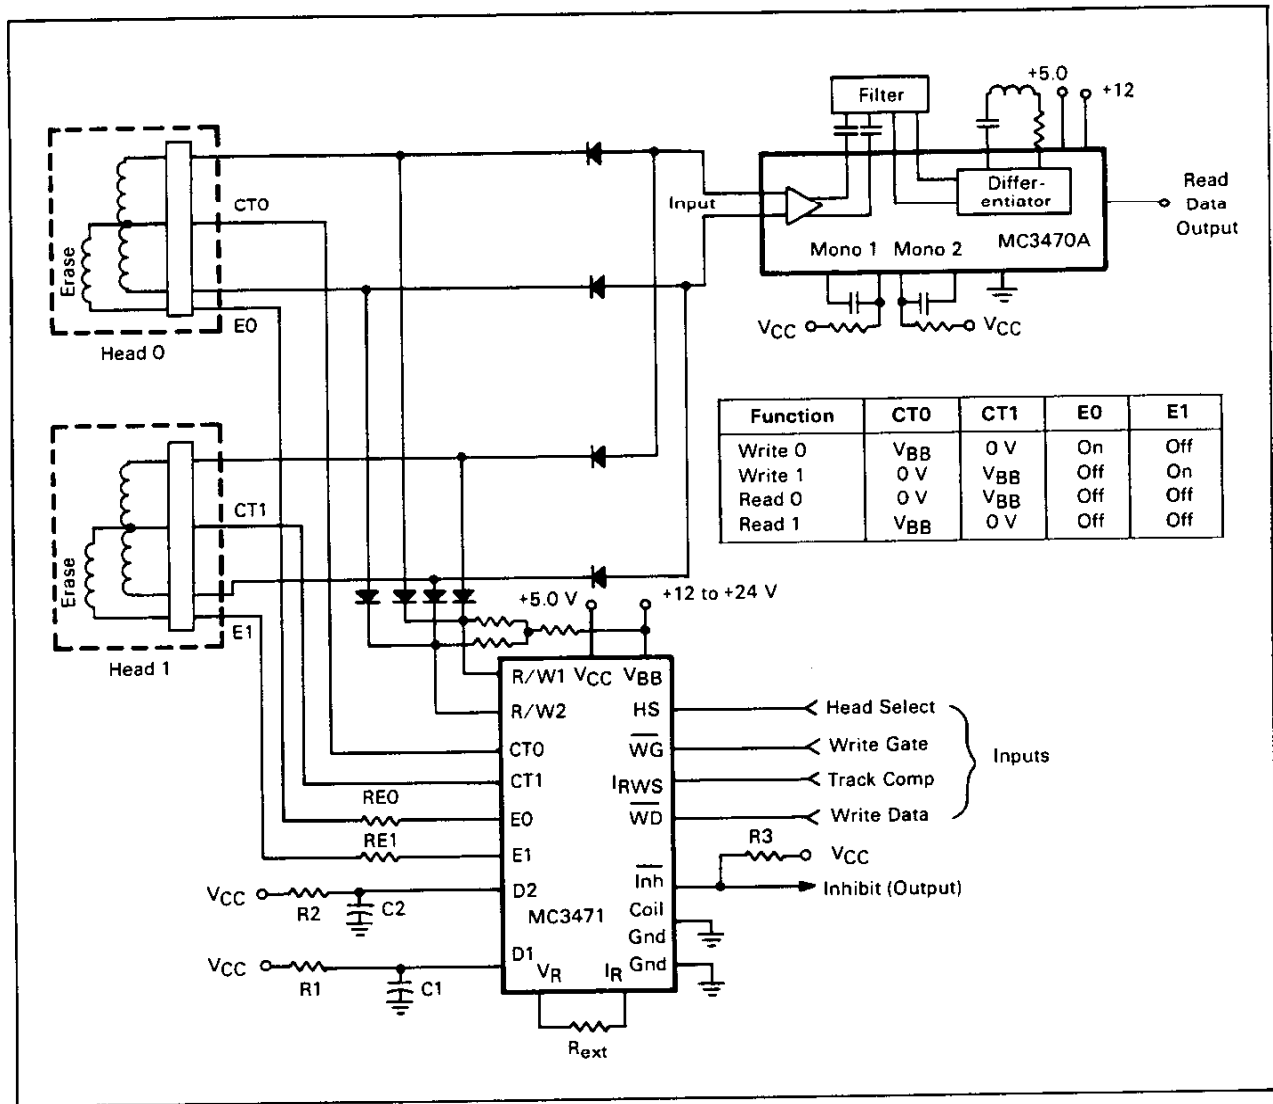 Erase
CT0
E0
Head 0
Erase
CT1
E1
Head 1
Filter
+5.0
+12
Input
Differ-
entiator
MC3470A
Mono 1 Mono 2
VCC
VCC
Read
Data
Output
Function CT0 CT1 E0 E1
Write 0 VBB 0 V On Off
Write 1 0 V VBB Off On
Read 0 0 V VBB Off Off
Read 1 VBB 0 V Off Off
+5.0 V
+12 to +24 V
R/W1 VCC VBB
R/W2
CT0
CT1
E0
E1
D2
MC3471
D1
VR IR
HS
WG
IRWS
WD
Inh
Coil
Gnd
Gnd
Head Select
Write Gate
Track Comp
Write Data
Inputs
R3
VCC
Inhibit (Output)
RE0
RE1
VCC
R2
C2
VCC
R1
C1
Rext